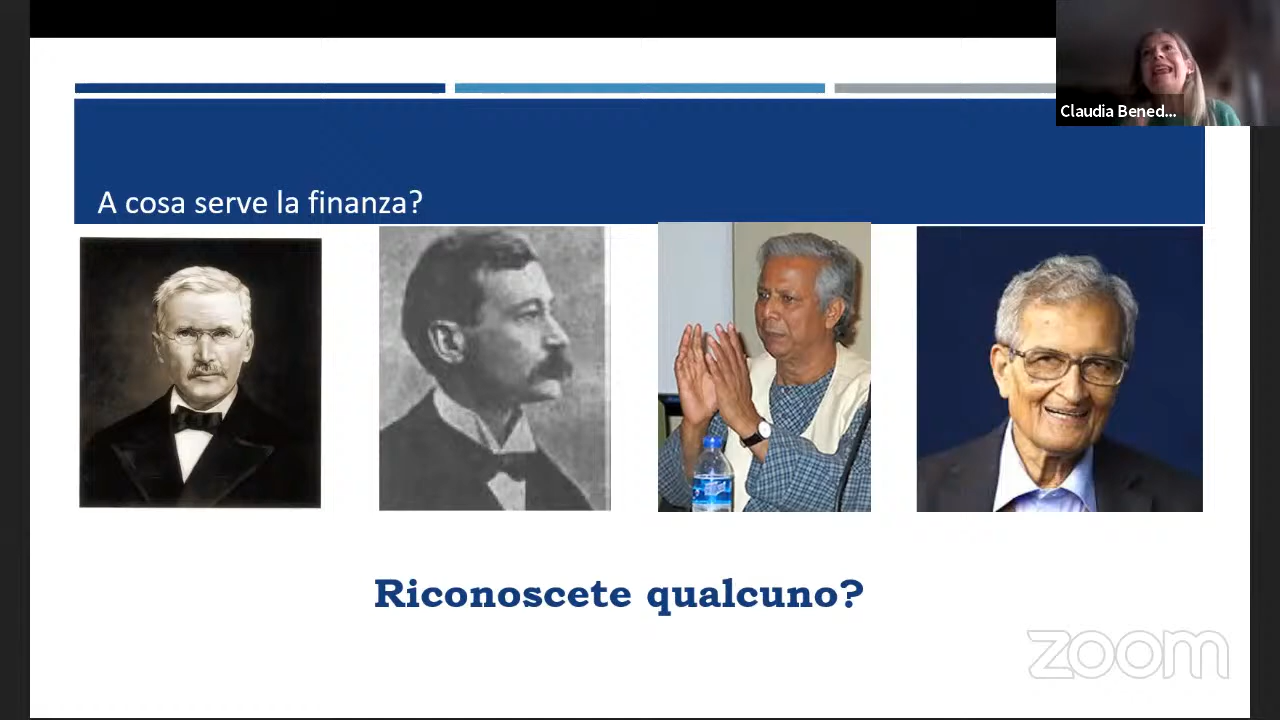 Claudia Bened...
A cosa serve la finanza?
Riconoscete qualcuno?
zoom